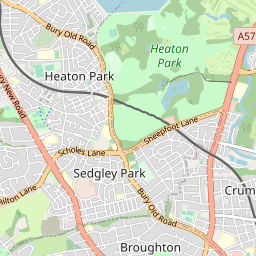 Bury Old Road
Heaton
Park
A57
Heaton Park
Bury New Road
Sheepfoot Lane
Scholes Lane
Sedgley Park
Hilton Lane
Crum
Bury Old Road
Broughton